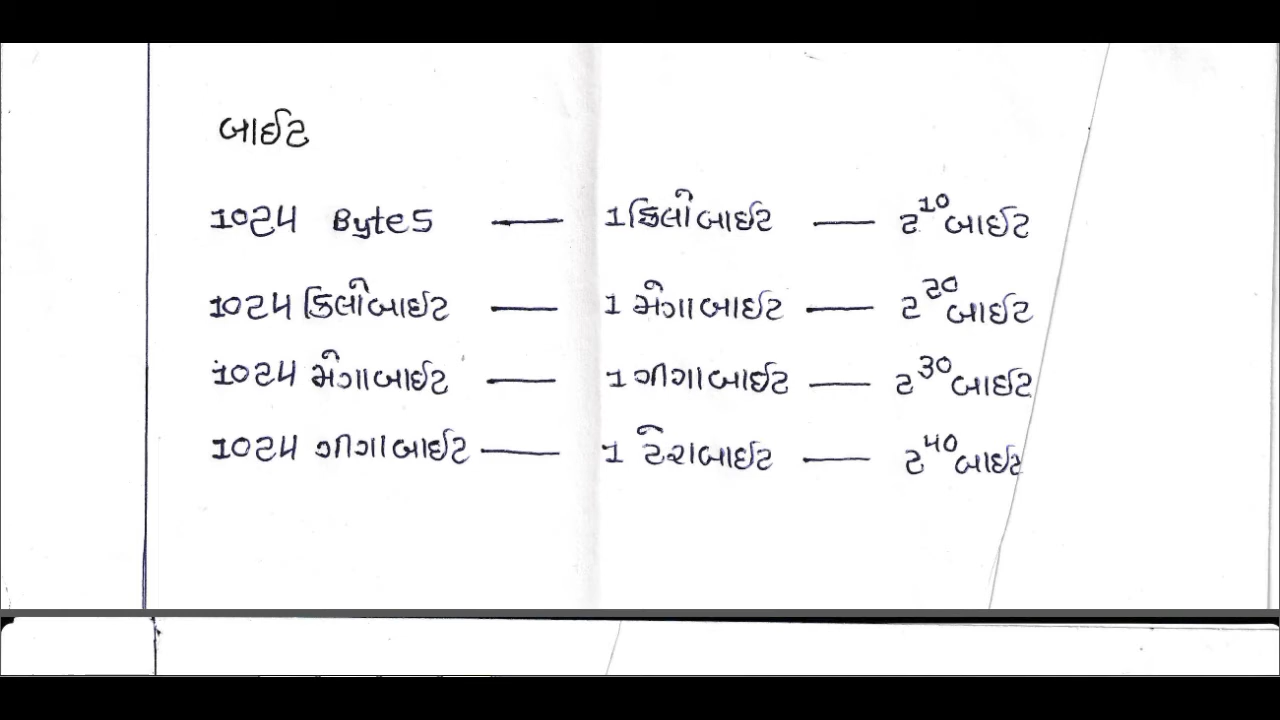 બાઈટ
1024 Bytes — 1 કિલોબાઈટ — 2¹⁰ બાઈટ
1024 કિલોબાઈટ — 1 મેગાબાઈટ — 2²⁰ બાઈટ
1024 મેગાબાઈટ — 1 ગીગાબાઈટ — 2³⁰ બાઈટ
1024 ગીગાબાઈટ — 1 ટેરાબાઈટ — 2⁴⁰ બાઈટ